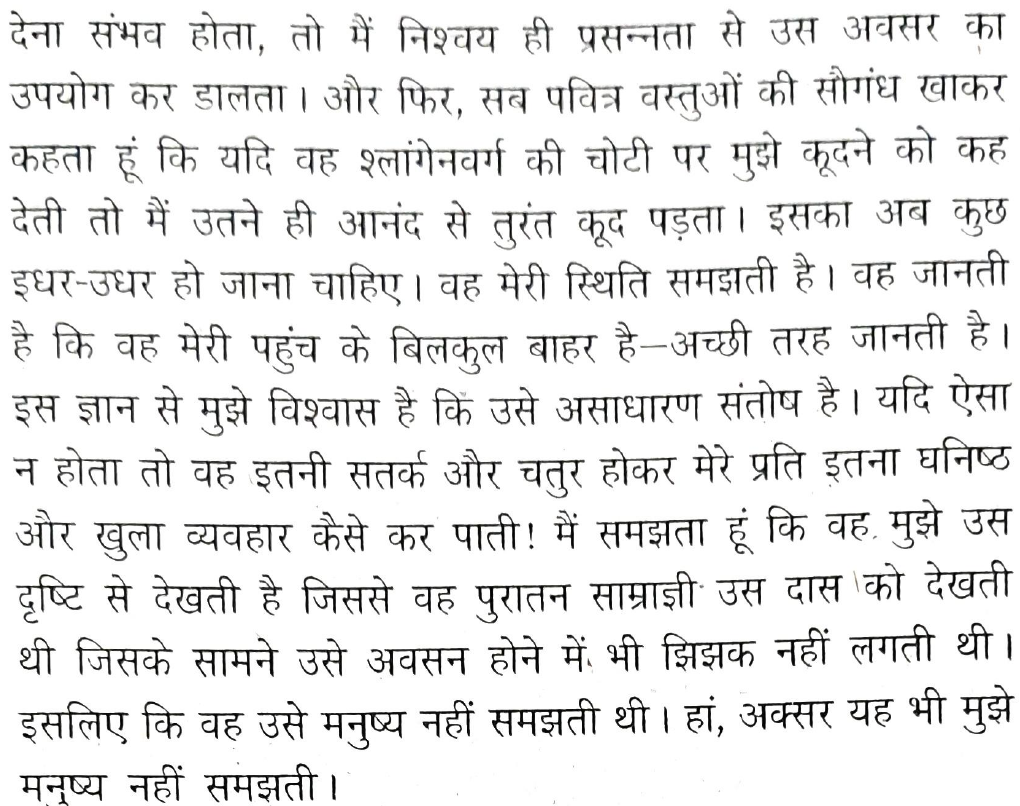 देना संभव होता, तो मैं निश्चय ही प्रसन्नता से उस अवसर का
उपयोग कर डालता। और फिर, सब पवित्र वस्तुओं की सौगंध खाकर
कहता हूं कि यदि वह श्लांगेनवर्ग की चोटी पर मुझे कूदने को कह
देती तो मैं उतने ही आनंद से तुरंत कूद पड़ता। इसका अब कुछ
इधर-उधर हो जाना चाहिए। वह मेरी स्थिति समझती है। वह जानती
है कि वह मेरी पहुंच के बिलकुल बाहर है—अच्छी तरह जानती है।
इस ज्ञान से मुझे विश्वास है कि उसे असाधारण संतोष है। यदि ऐसा
न होता तो वह इतनी सतर्क और चतुर होकर मेरे प्रति इतना घनिष्ठ
और खुला व्यवहार कैसे कर पाती! मैं समझता हूं कि वह मुझे उस
दृष्टि से देखती है जिससे वह पुरातन साम्राज्ञी उस दास को देखती
थी जिसके सामने उसे अवसन होने में भी झिझक नहीं लगती थी।
इसलिए कि वह उसे मनुष्य नहीं समझती थी। हां, अक्सर यह भी मुझे
मनुष्य नहीं समझती।